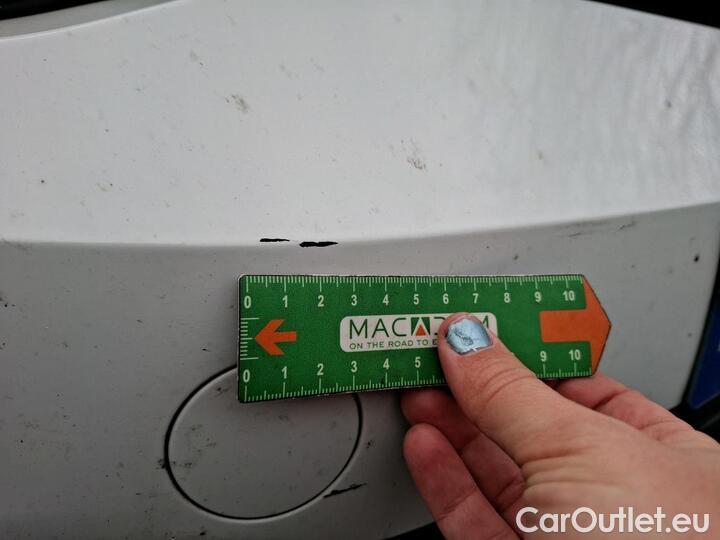 0 1 2 3 4 5 6 7 8 9 10
MACAD M
ON THE ROAD TO E
0 1 2 3 4 5 9 10
CarOutlet.eu